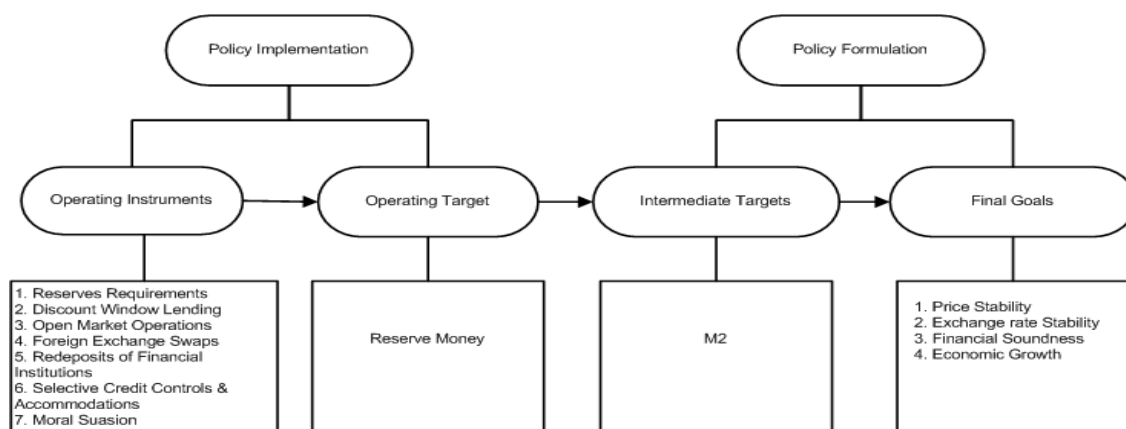 Policy Implementation
Policy Formulation
Operating Instruments
Operating Target
Intermediate Targets
Final Goals
1. Reserves Requirements
2. Discount Window Lending
3. Open Market Operations
4. Foreign Exchange Swaps
5. Redeposits of Financial
Institutions
6. Selective Credit Controls &
Accommodations
7. Moral Suasion
Reserve Money
M2
1. Price Stability
2. Exchange rate Stability
3. Financial Soundness
4. Economic Growth